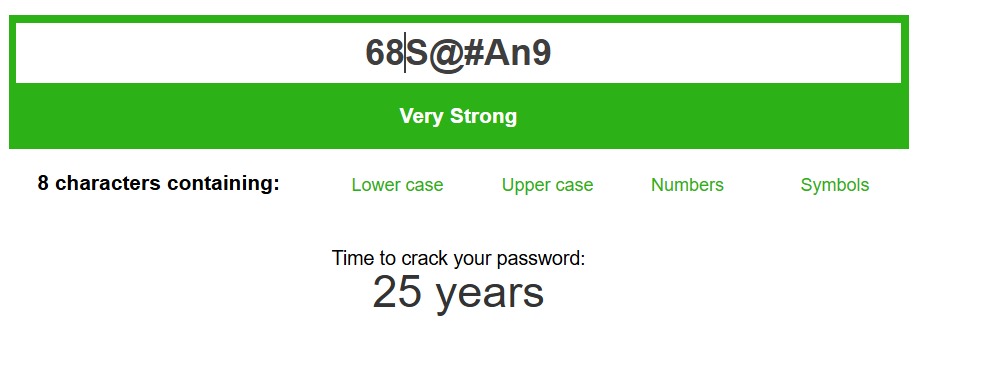 68S@#An9
Very Strong
8 characters containing: Lower case Upper case Numbers Symbols
Time to crack your password:
25 years